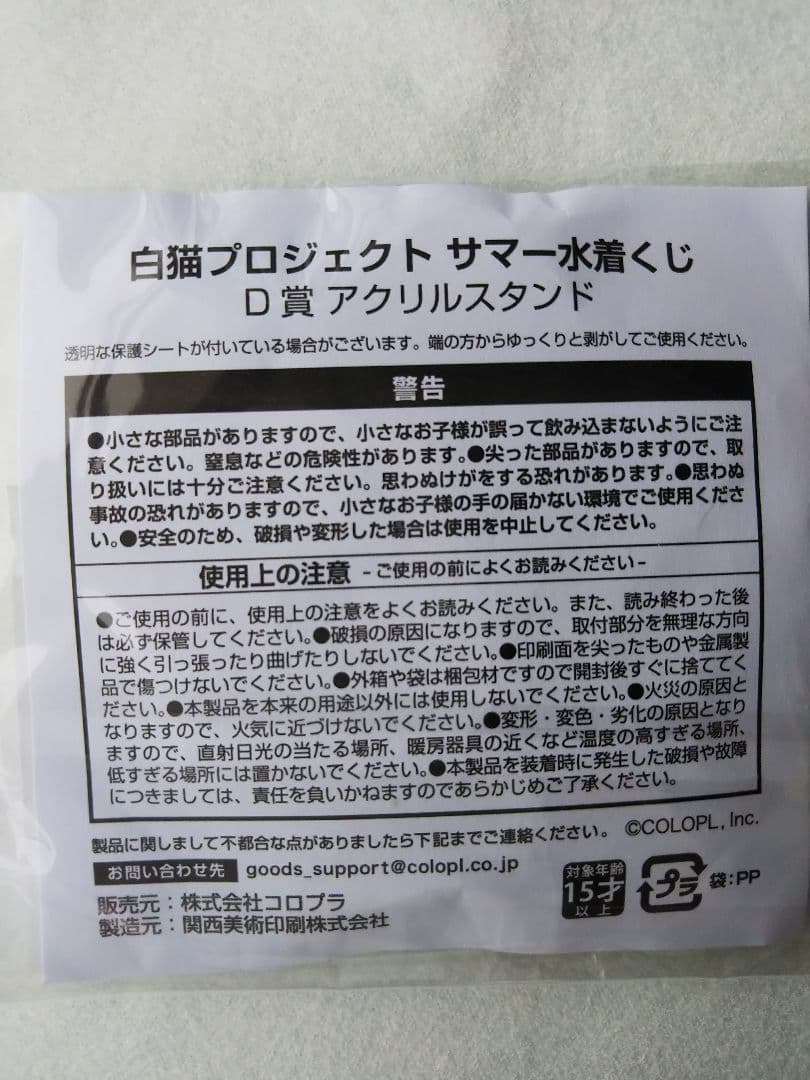 白猫プロジェクト サマー水着くじ
D賞 アクリルスタンド
透明な保護シートが付いている場合がございます。端の方からゆっくりと剥がしてご使用ください。
警告
●小さな部品がありますので、小さなお子様が誤って飲み込まないようにご注
意ください。窒息などの危険性があります。●尖った部品がありますので、取
り扱いには十分ご注意ください。思わぬけがをする恐れがあります。●思わぬ
事故の恐れがありますので、小さなお子様の手の届かない環境でご使用くださ
い。●安全のため、破損や変形した場合は使用を中止してください。
使用上の注意 -ご使用の前によくお読みください-
●ご使用の前に、使用上の注意をよくお読みください。また、読み終わった後
は必ず保管してください。●破損の原因になりますので、取付部分を無理な方向
に強く引っ張ったり曲げたりしないでください。●印刷面を尖ったものや金属製
品で傷つけないでください。●外箱や袋は梱包材ですので開封後すぐに捨ててく
ださい。●本製品を本来の用途以外には使用しないでください。●火災の原因と
なりますので、火気に近づけないでください。●変形・変色・劣化の原因となり
ますので、直射日光の当たる場所、暖房器具の近くなど温度の高すぎる場所、
低すぎる場所には置かないでください。●本製品を装着時に発生した破損や故障
につきましては、責任を負いかねますのであらかじめご了承ください。
製品に関しまして不都合な点がありましたら下記までご連絡ください。 ©COLOPL, Inc.
お問い合わせ先 goods_support@colopl.co.jp
販売元：株式会社コロプラ
製造元：関西美術印刷株式会社
対象年齢
15才
以上
プラ
袋：PP